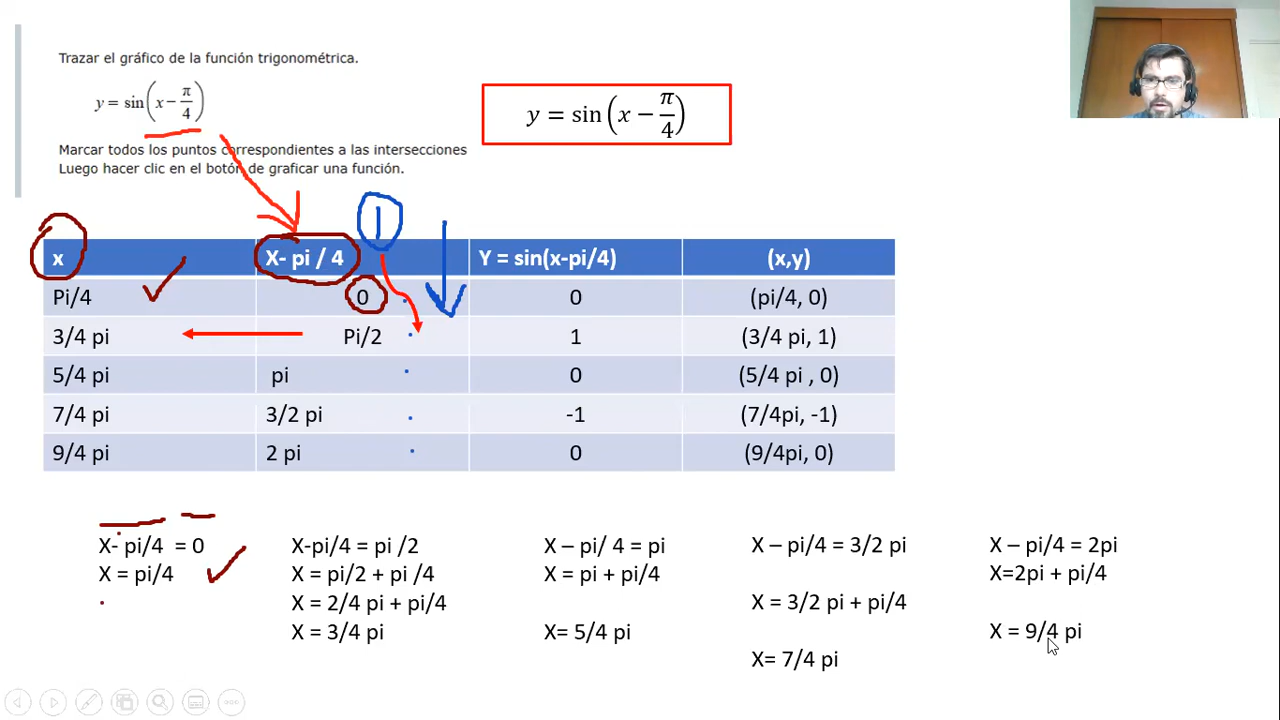 Trazar el gráfico de la función trigonométrica.
y = sin(x − π/4)
y = sin(x − π/4)
Marcar todos los puntos correspondientes a las intersecciones
Luego hacer clic en el botón de graficar una función.
1
x X- pi / 4 Y = sin(x-pi/4) (x,y)
Pi/4 0 0 (pi/4, 0)
3/4 pi Pi/2 1 (3/4 pi, 1)
5/4 pi pi 0 (5/4 pi , 0)
7/4 pi 3/2 pi -1 (7/4pi, -1)
9/4 pi 2 pi 0 (9/4pi, 0)
X- pi/4 = 0
X = pi/4
X-pi/4 = pi /2
X = pi/2 + pi /4
X = 2/4 pi + pi/4
X = 3/4 pi
X – pi/ 4 = pi
X = pi + pi/4
X= 5/4 pi
X – pi/4 = 3/2 pi
X = 3/2 pi + pi/4
X= 7/4 pi
X – pi/4 = 2pi
X=2pi + pi/4
X = 9/4 pi